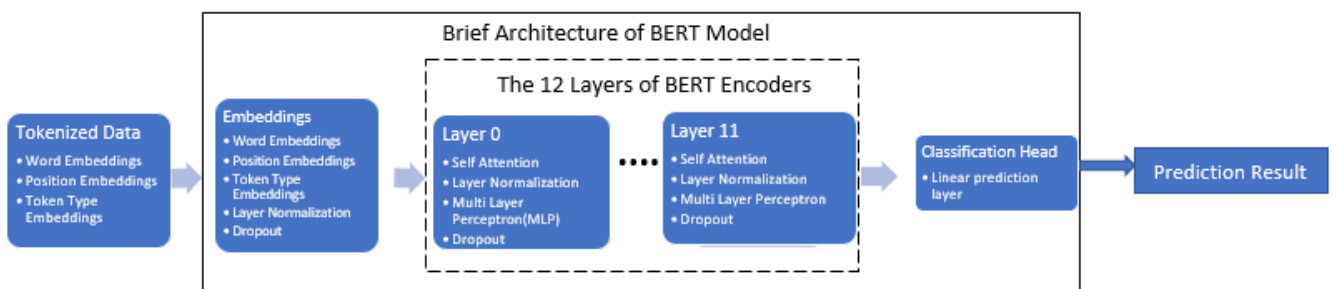 Brief Architecture of BERT Model
The 12 Layers of BERT Encoders
Tokenized Data
• Word Embeddings
• Position Embeddings
• Token Type
Embeddings
Embeddings
• Word Embeddings
• Position Embeddings
• Token Type
Embeddings
• Layer Normalization
• Dropout
Layer 0
• Self Attention
• Layer Normalization
• Multi Layer
Perceptron(MLP)
• Dropout
Layer 11
• Self Attention
• Layer Normalization
• Multi Layer Perceptron
• Dropout
Classification Head
• Linear prediction
layer
Prediction Result